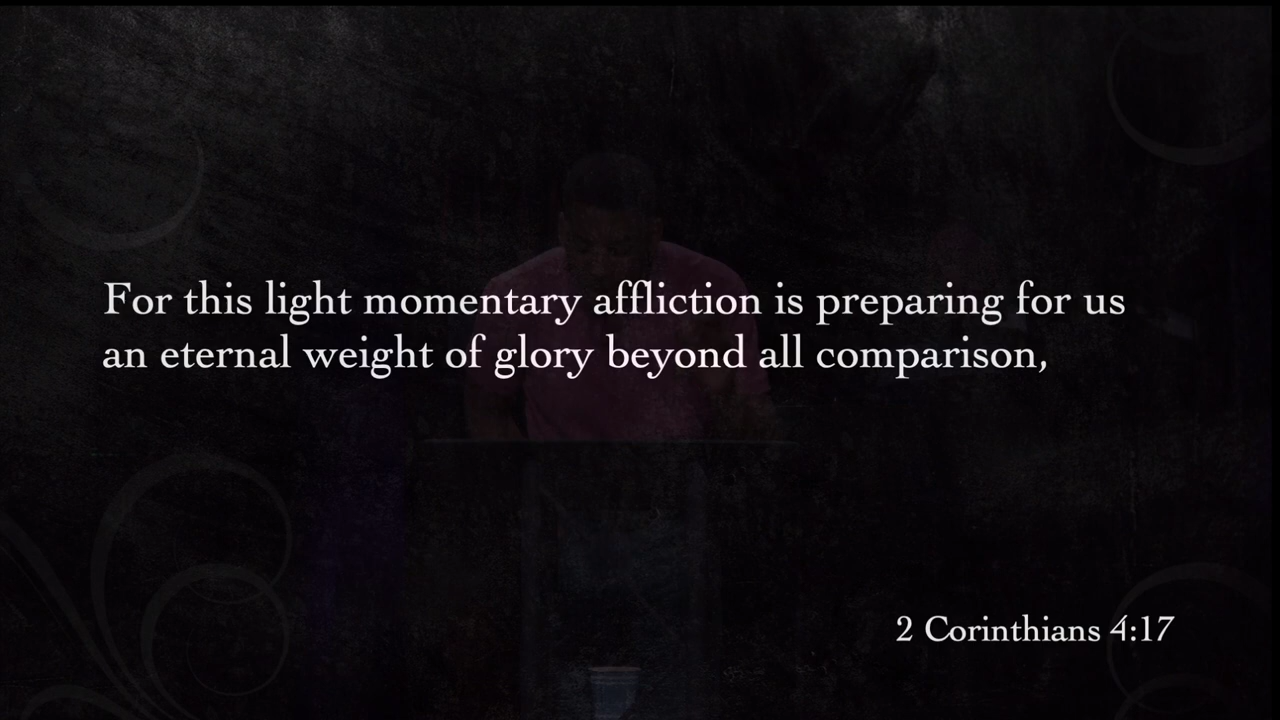 For this light momentary affliction is preparing for us
an eternal weight of glory beyond all comparison,
2 Corinthians 4:17